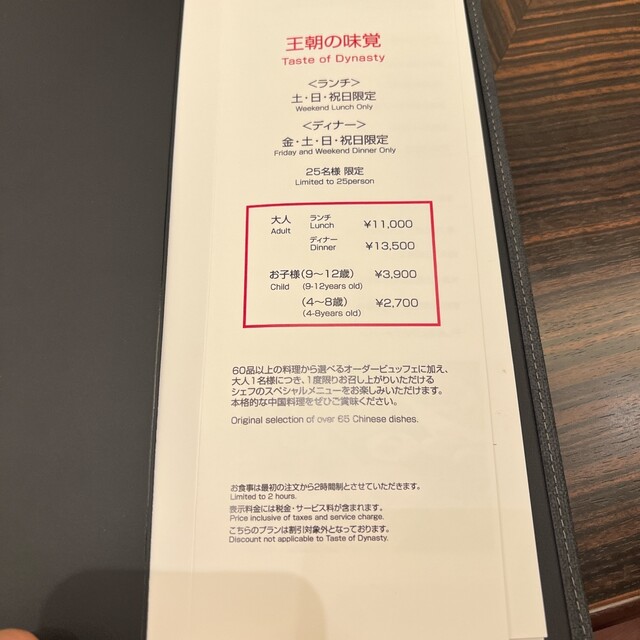 王朝の味覚
Taste of Dynasty
＜ランチ＞
土・日・祝日限定
Weekend Lunch Only
＜ディナー＞
金・土・日・祝日限定
Friday and Weekend Dinner Only
25名様 限定
Limited to 25person
大人 ランチ ¥11,000
Adult Lunch
ディナー ¥13,500
Dinner
お子様(9〜12歳) ¥3,900
Child (9-12years old)
(4〜8歳) ¥2,700
(4-8years old)
60品以上の料理から選べるオーダービュッフェに加え、
大人1名様につき、1度限りお召し上がりいただける
シェフのスペシャルメニューをお楽しみいただけます。
本格的な中国料理をぜひご賞味ください。
Original selection of over 65 Chinese dishes.
お食事は最初の注文から2時間制とさせていただきます。
Limited to 2 hours.
表示料金には税金・サービス料が含まれます。
Price inclusive of taxes and service charge.
こちらのプランは割引対象外となっております。
Discount not applicable to Taste of Dynasty.